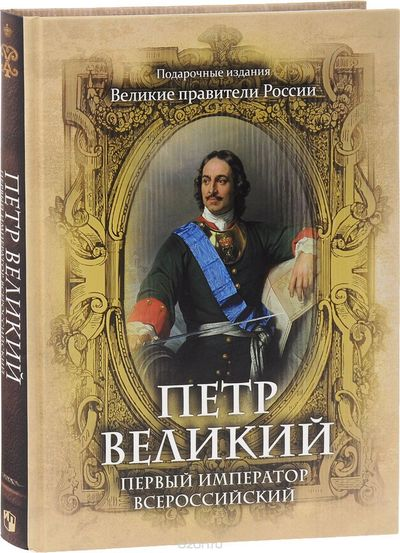 Подарочные издания
Великие правители России
ПЕТР
ВЕЛИКИЙ
ПЕРВЫЙ ИМПЕРАТОР
ВСЕРОССИЙСКИЙ
ПЕТР ВЕЛИКИЙ